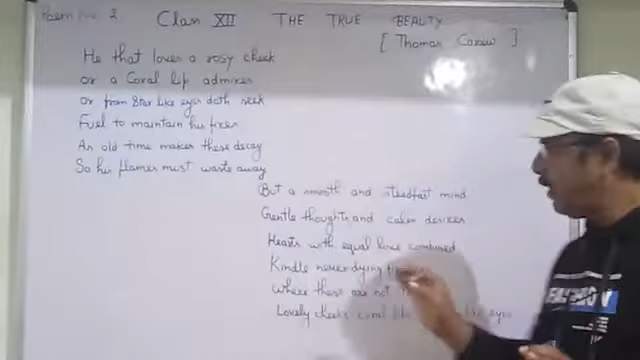 Poem No: 2 Class XII THE TRUE BEAUTY
[Thomas Carew]
He that loves a rosy cheek
or a Coral lip admires
or from Star like eyes doth seek
Fuel to maintain his fires
As old time makes these decay
So his flames must waste away
But a smooth and steadfast mind
Gentle thoughts and calm desires
Hearts with equal love combined
Kindle never dying
Where these are not
Lovely cheeks coral eyes